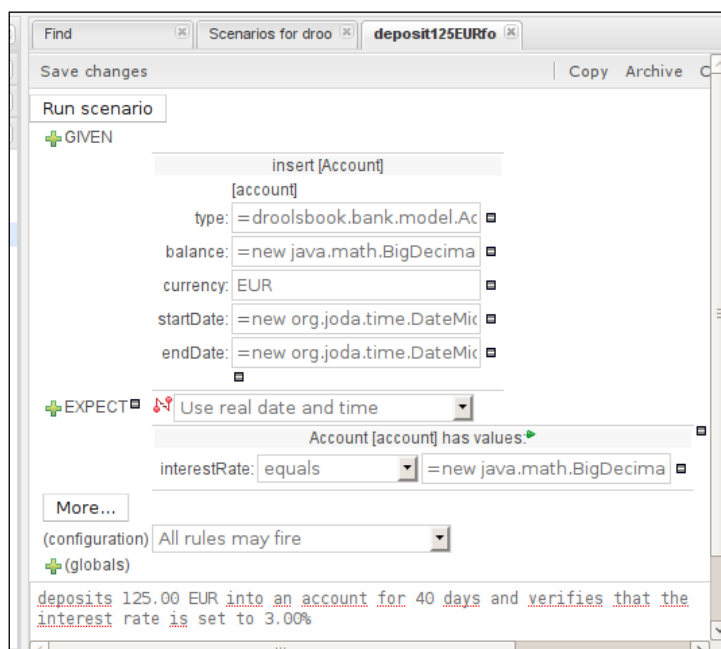 Find Scenarios for droo deposit125EURfo
Save changes Copy Archive
Run scenario
GIVEN
insert [Account]
[account]
type: =droolsbook.bank.model.Ac
balance: =new java.math.BigDecima
currency: EUR
startDate: =new org.joda.time.DateMic
endDate: =new org.joda.time.DateMic
EXPECT Use real date and time
Account [account] has values:
interestRate: equals =new java.math.BigDecima
More...
(configuration) All rules may fire
(globals)
deposits 125.00 EUR into an account for 40 days and verifies that the
interest rate is set to 3.00%